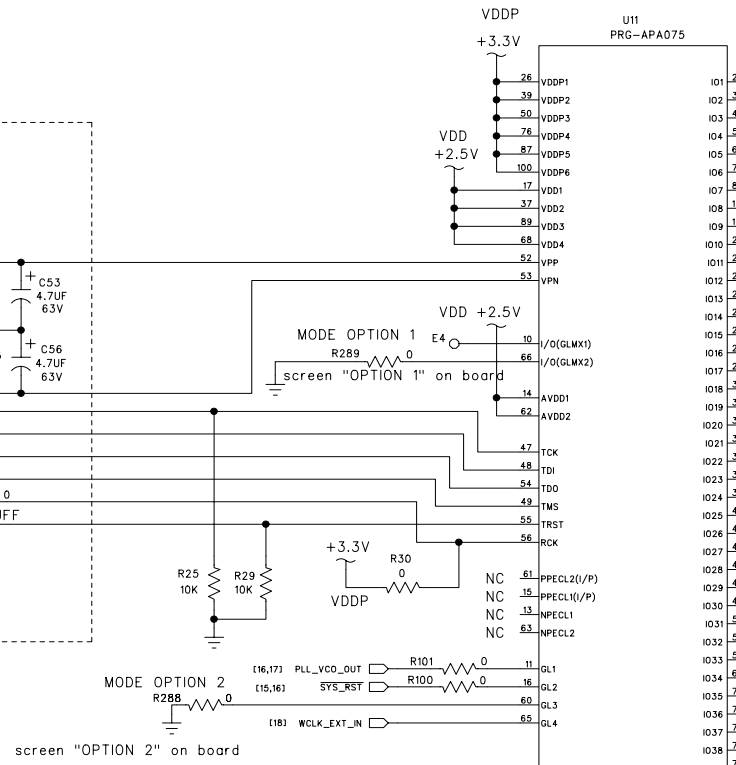 VDDP
+3.3V
U11
PRG-APA075
26 VDDP1
39 VDDP2
50 VDDP3
76 VDDP4
87 VDDP5
100 VDDP6
VDD
+2.5V
17 VDD1
37 VDD2
89 VDD3
68 VDD4
52 VPP
53 VPN
+ C53
4.7UF
63V
+ C56
4.7UF
63V
VDD +2.5V
MODE OPTION 1
E4
10 I/O(GLMX1)
R289 0
66 I/O(GLMX2)
screen "OPTION 1" on board
14 AVDD1
62 AVDD2
47 TCK
48 TDI
54 TDO
49 TMS
0
55 TRST
56 RCK
+3.3V
VDDP
R30
0
R25
10K
R29
10K
NC 61 PPECL2(I/P)
NC 15 PPECL1(I/P)
NC 13 NPECL1
NC 63 NPECL2
[16,17] PLL_VCO_OUT R101 0 11 GL1
[15,16] SYS_RST R100 0 16 GL2
MODE OPTION 2
R288 0
60 GL3
[18] WCLK_EXT_IN 65 GL4
screen "OPTION 2" on board
IO1
IO2
IO3
IO4
IO5
IO6
IO7
IO8
IO9
IO10
IO11
IO12
IO13
IO14
IO15
IO16
IO17
IO18
IO19
IO20
IO21
IO22
IO23
IO24
IO25
IO26
IO27
IO28
IO29
IO30
IO31
IO32
IO33
IO34
IO35
IO36
IO37
IO38